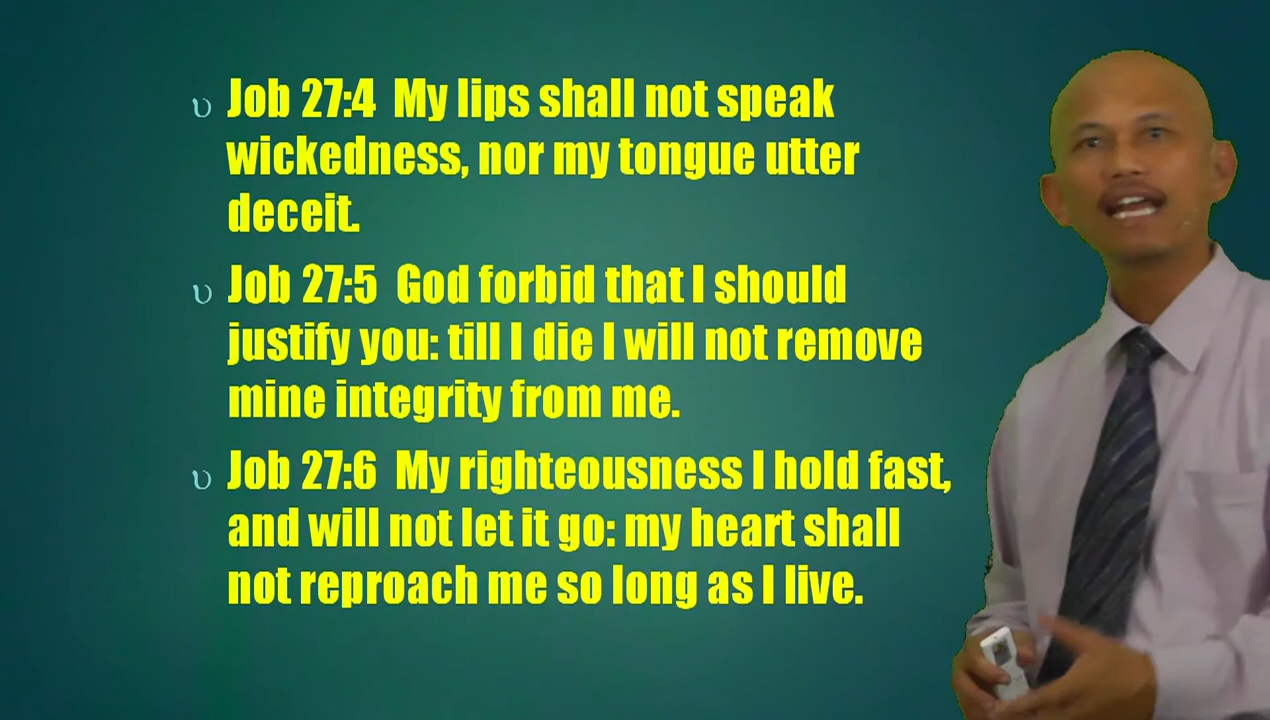 υ Job 27:4 My lips shall not speak
wickedness, nor my tongue utter
deceit.
υ Job 27:5 God forbid that I should
justify you: till I die I will not remove
mine integrity from me.
υ Job 27:6 My righteousness I hold fast,
and will not let it go: my heart shall
not reproach me so long as I live.